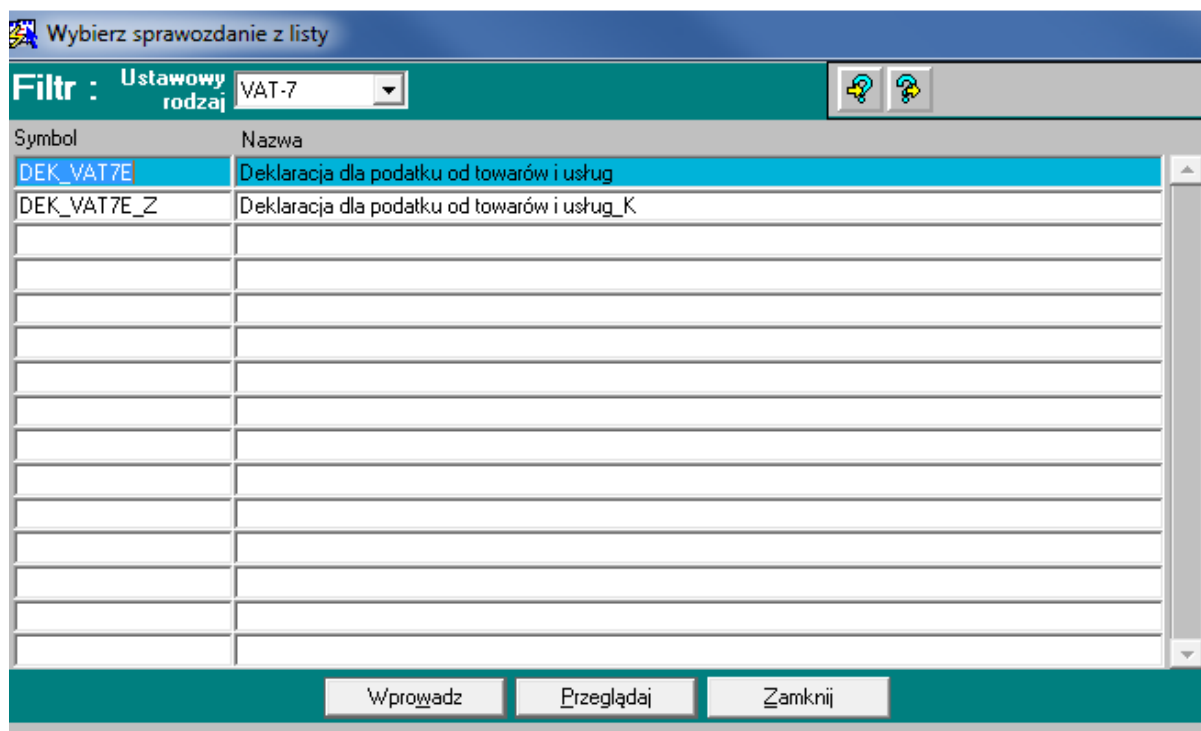 Wybierz sprawozdanie z listy
Filtr : Ustawowy rodzaj VAT-7
Symbol Nazwa
DEK_VAT7E Deklaracja dla podatku od towarów i usług
DEK_VAT7E_Z Deklaracja dla podatku od towarów i usług_K
Wprowadz Przeglądaj Zamknij